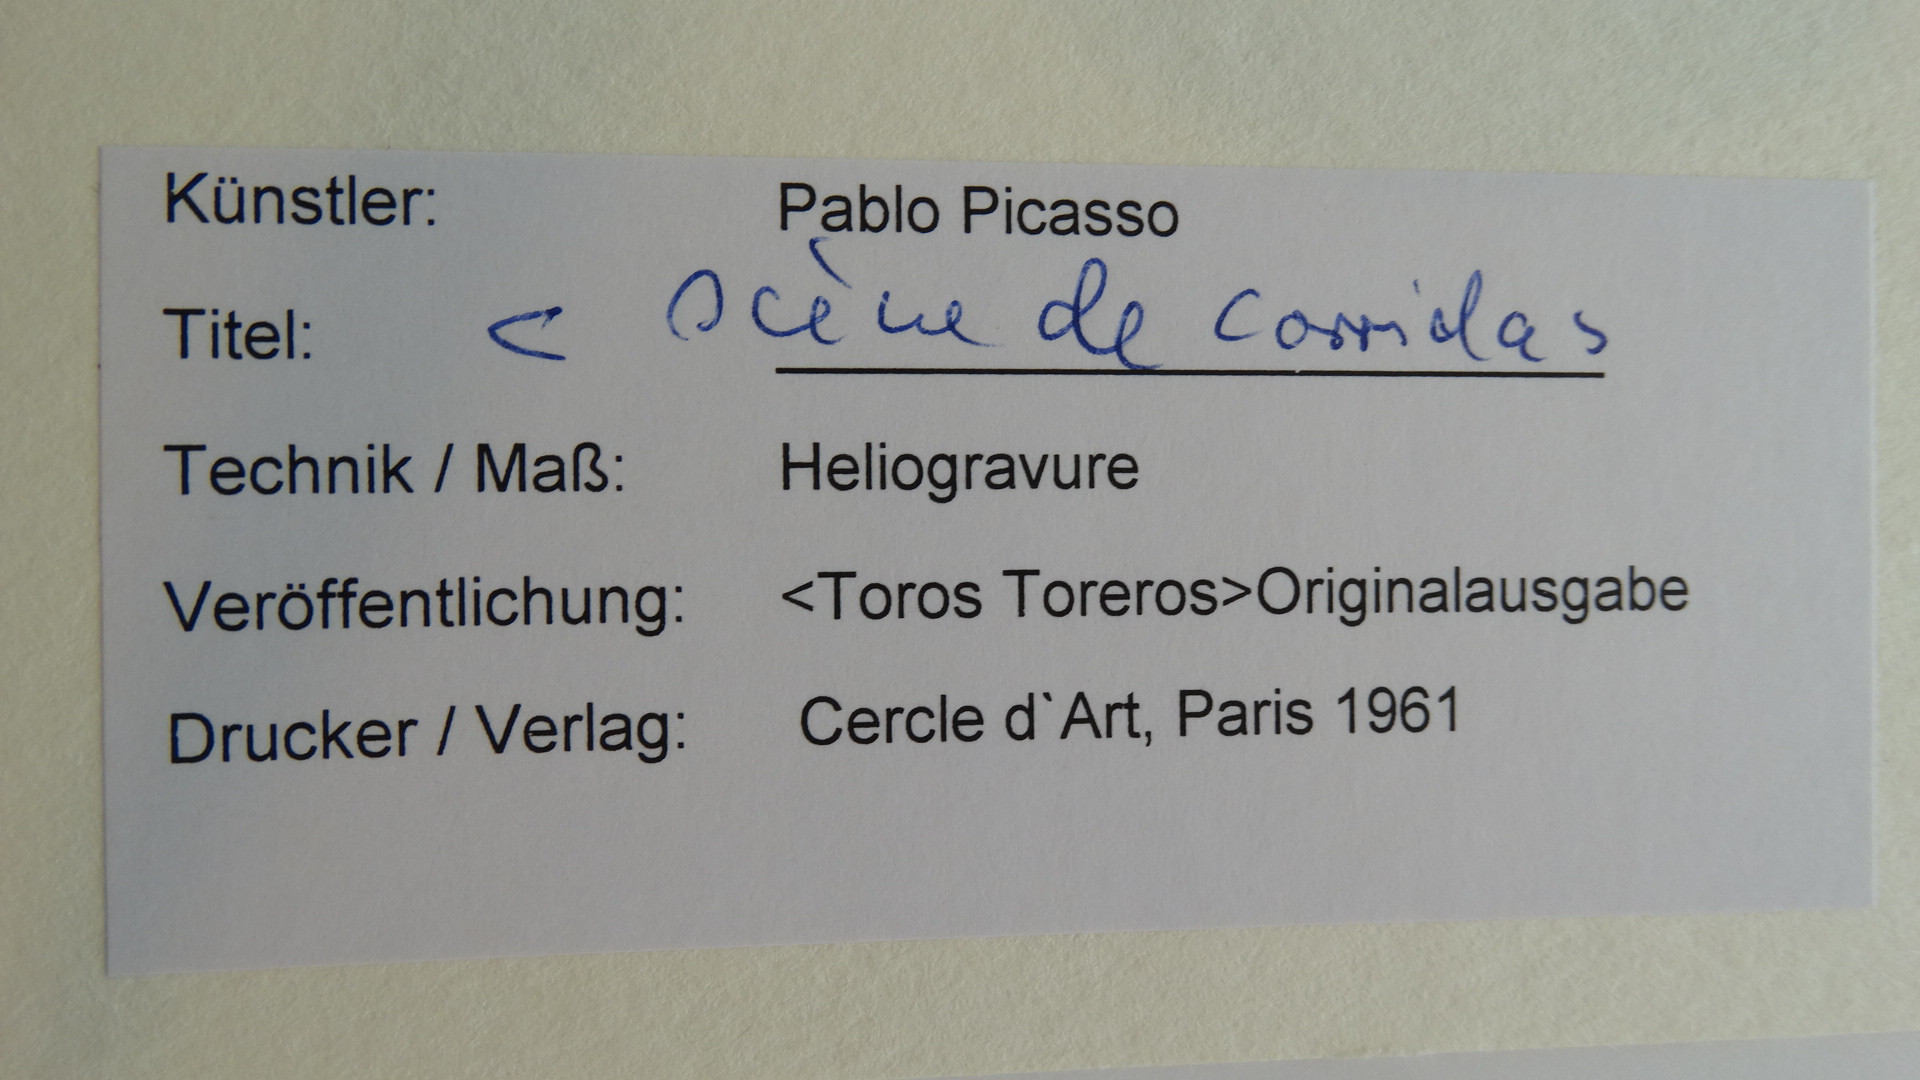 Künstler: Pablo Picasso
Titel: < Scène de corridas
Technik / Maß: Heliogravure
Veröffentlichung: <Toros Toreros>Originalausgabe
Drucker / Verlag: Cercle d`Art, Paris 1961